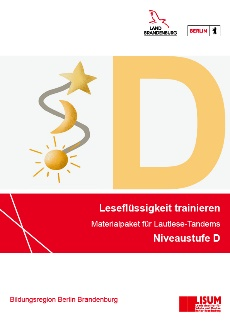 LAND
BRANDENBURG
BERLIN
D
Leseflüssigkeit trainieren
Materialpaket für Lautlese-Tandems
Niveaustufe D
Bildungsregion Berlin Brandenburg
LISUM